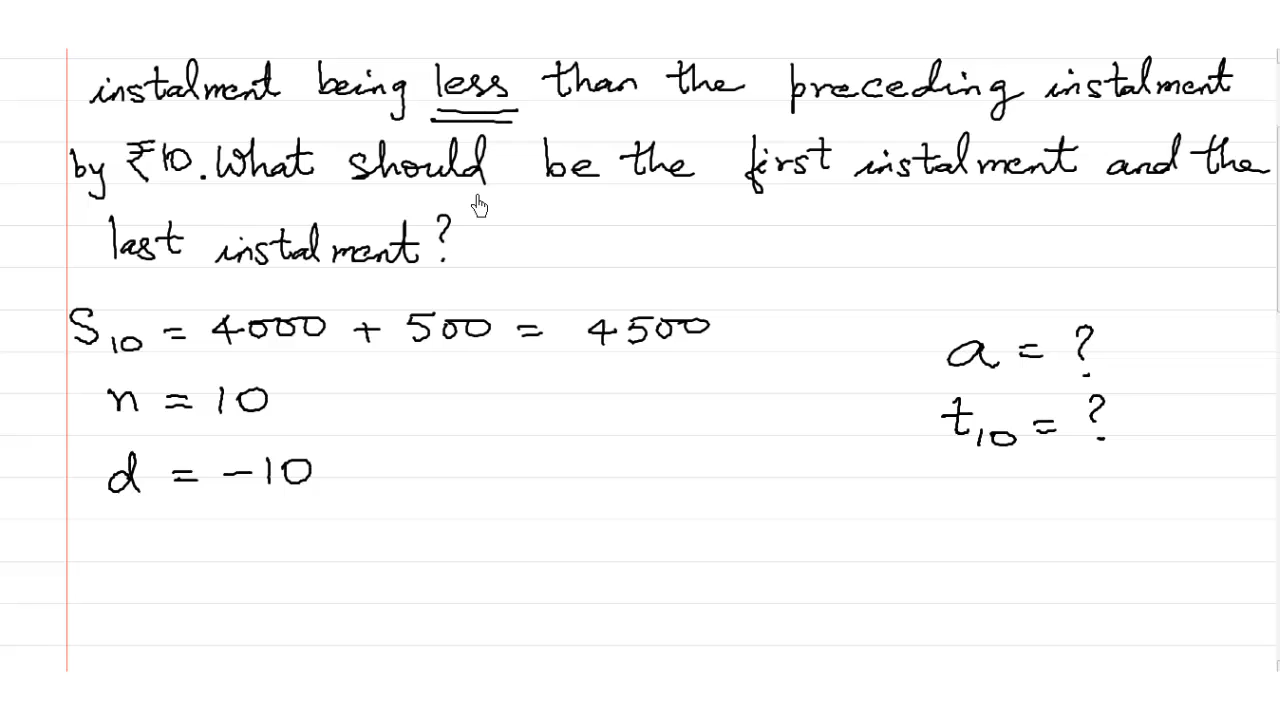 instalment being less than the preceding instalment
by ₹10. What should be the first instalment and the
last instalment?
S10 = 4000 + 500 = 4500
a = ?
n = 10
t10 = ?
d = -10